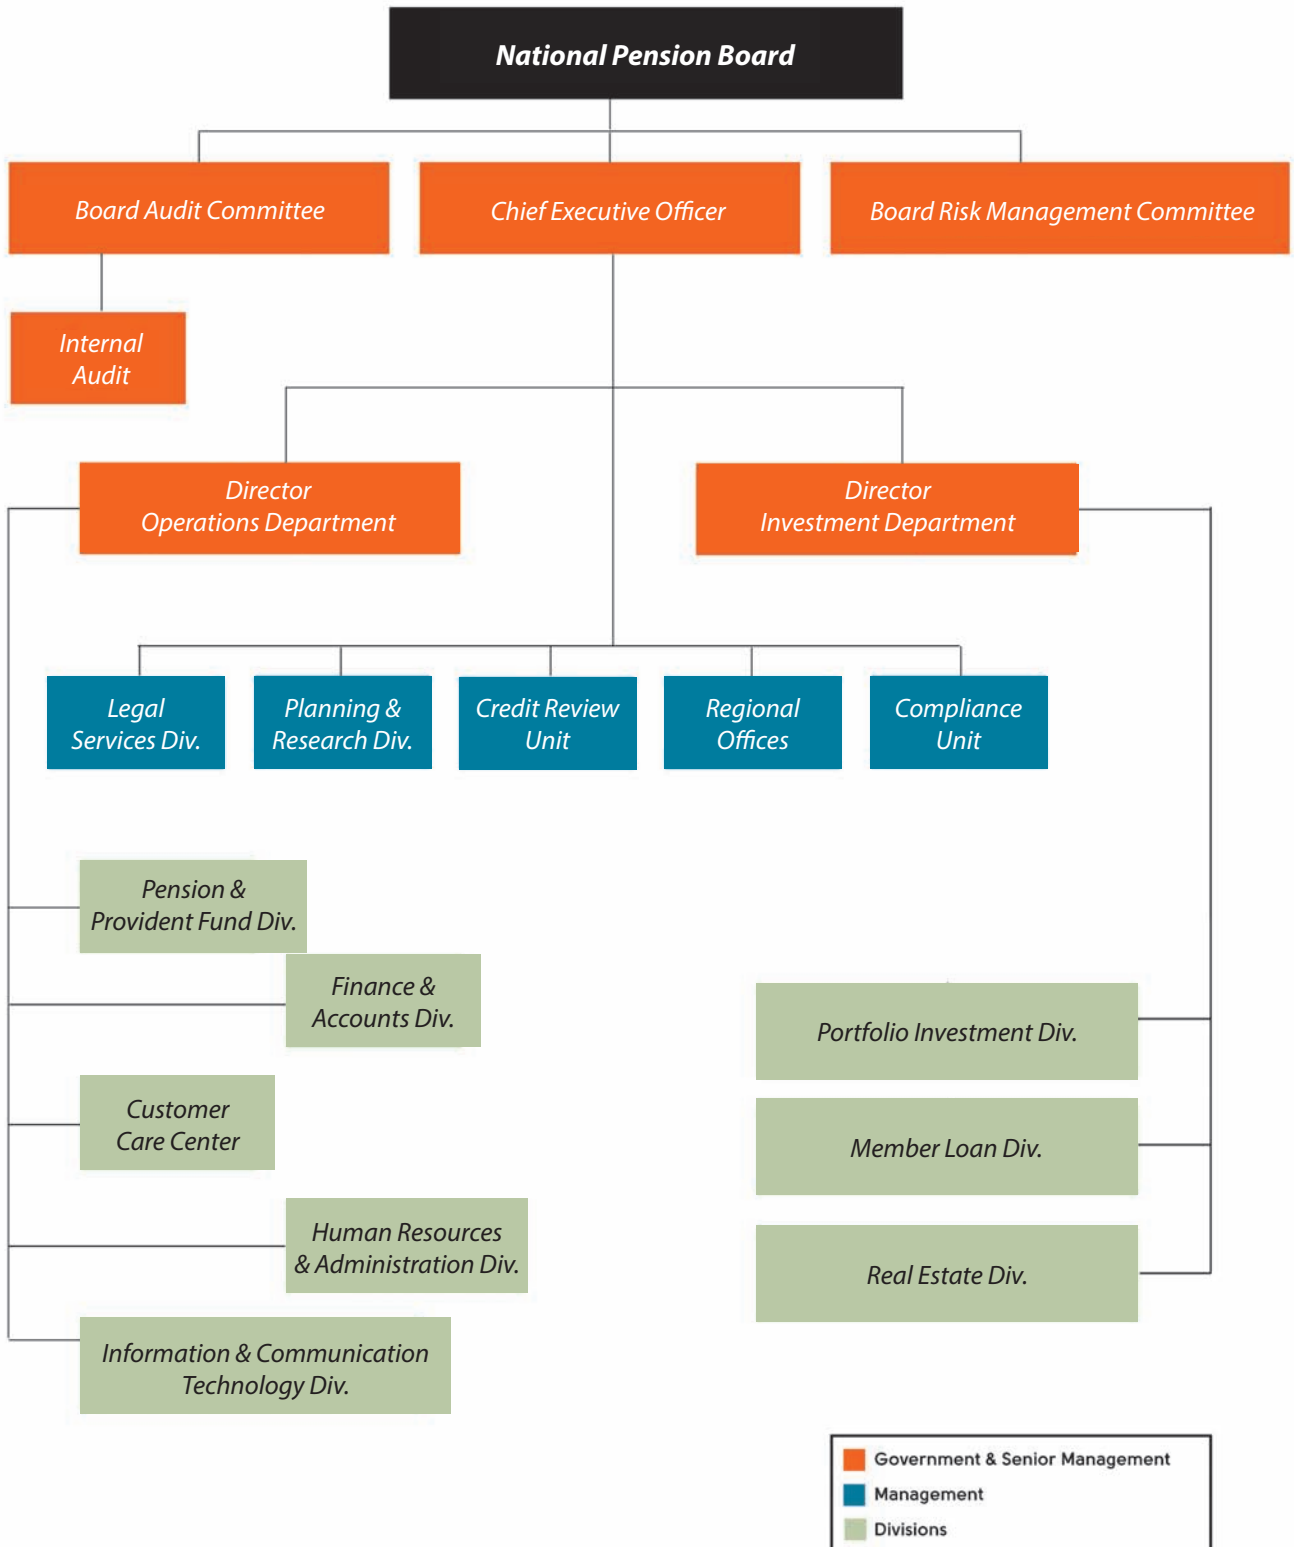 National Pension Board
Board Audit Committee
Chief Executive Officer
Board Risk Management Committee
Internal
Audit
Director
Operations Department
Director
Investment Department
Legal
Services Div.
Planning &
Research Div.
Credit Review
Unit
Regional
Offices
Compliance
Unit
Pension &
Provident Fund Div.
Finance &
Accounts Div.
Customer
Care Center
Human Resources
& Administration Div.
Information & Communication
Technology Div.
Portfolio Investment Div.
Member Loan Div.
Real Estate Div.
Government & Senior Management
Management
Divisions